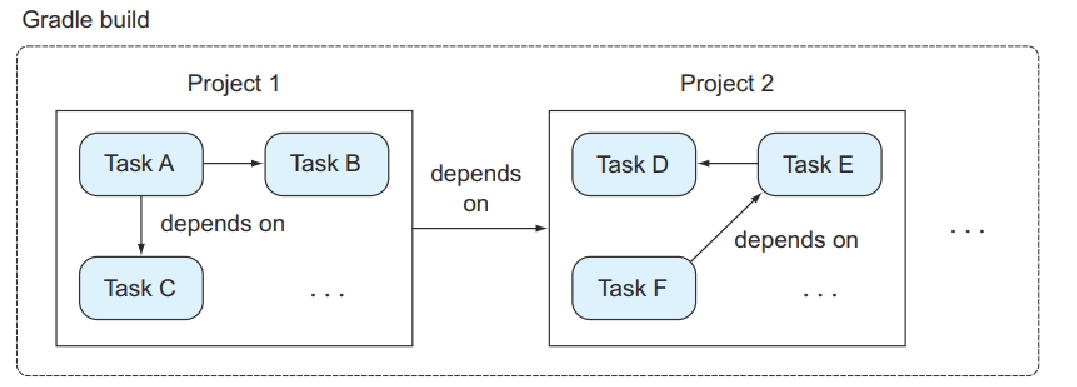 Gradle build
Project 1
Task A
Task B
depends on
Task C
. . .
depends
on
Project 2
Task D
Task E
depends on
Task F
. . .
. . .